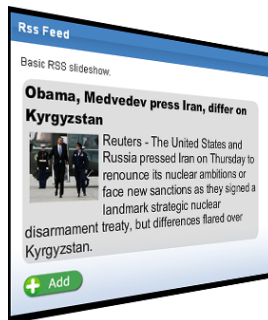 Rss Feed
Basic RSS slideshow.
Obama, Medvedev press Iran, differ on
Kyrgyzstan
Reuters - The United States and
Russia pressed Iran on Thursday to
renounce its nuclear ambitions or
face new sanctions as they signed a
landmark strategic nuclear
disarmament treaty, but differences flared over
Kyrgyzstan.
Add